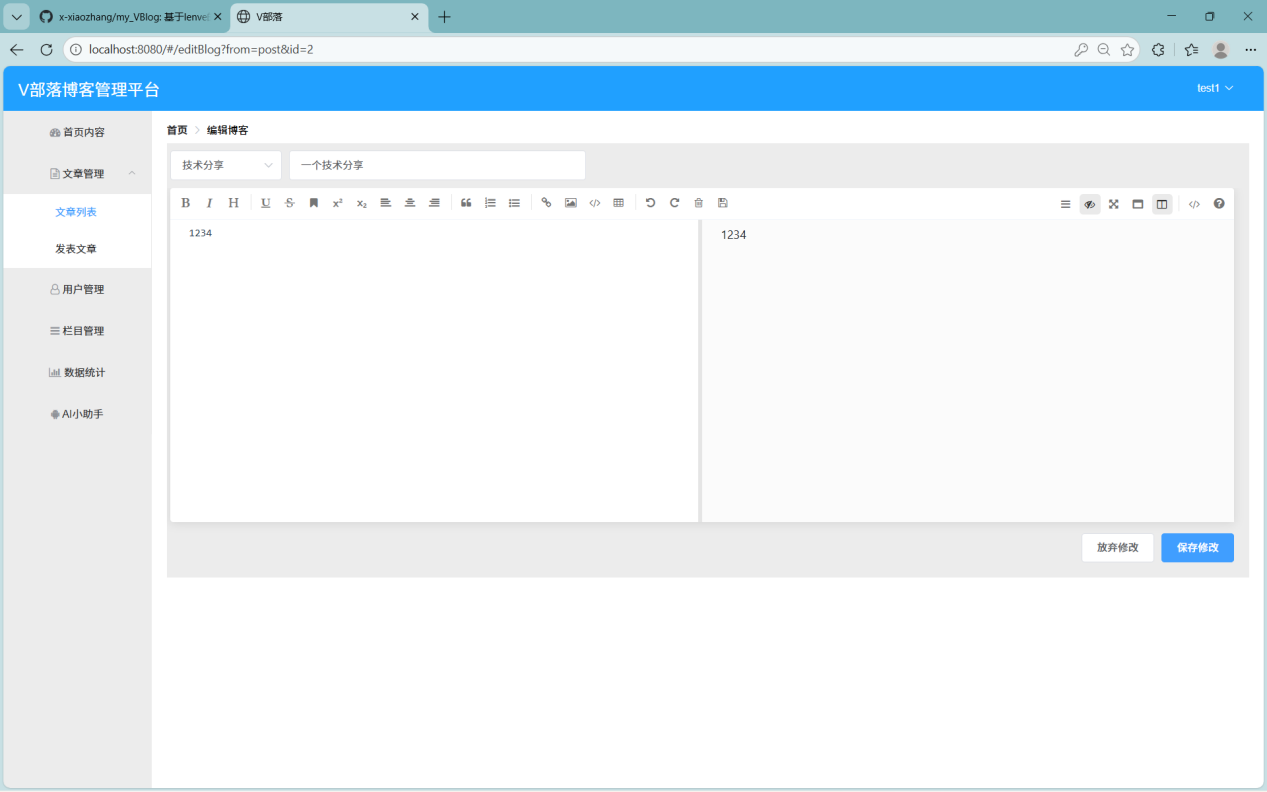 x-xiaozhang/my_VBlog: 基于lenve
V部落
localhost:8080/#/editBlog?from=post&id=2
V部落博客管理平台
test1
首页内容
文章管理
文章列表
发表文章
用户管理
栏目管理
数据统计
AI小助手
首页
编辑博客
技术分享
一个技术分享
B I H U S x² x₂
1234
1234
放弃修改
保存修改